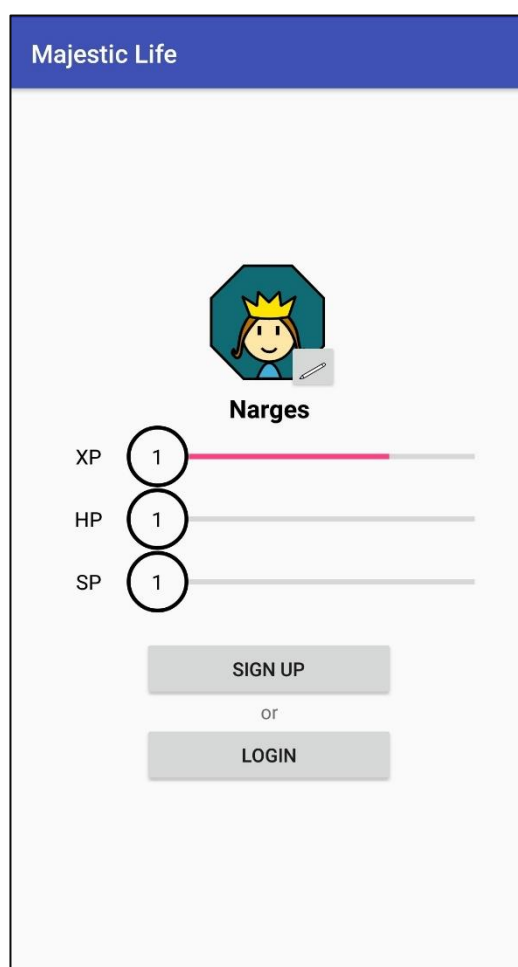 Majestic Life
Narges
XP 1
HP 1
SP 1
SIGN UP
or
LOGIN